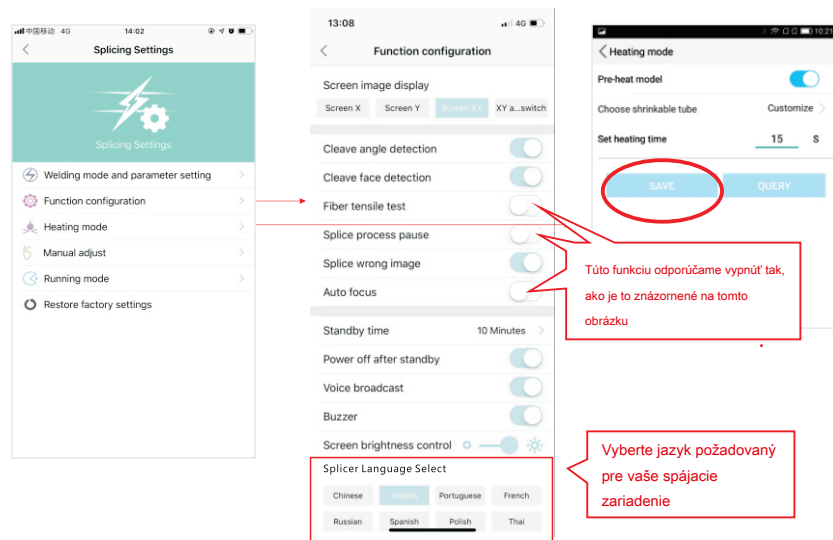 中国移动 4G 14:02
Splicing Settings
Splicing Settings
Welding mode and parameter setting
Function configuration
Heating mode
Manual adjust
Running mode
Restore factory settings
13:08 4G
Function configuration
Screen image display
Screen X Screen Y Screen XY XY a...switch
Cleave angle detection
Cleave face detection
Fiber tensile test
Splice process pause
Splice wrong image
Auto focus
Standby time 10 Minutes
Power off after standby
Voice broadcast
Buzzer
Screen brightness control
Splicer Language Select
Chinese English Portuguese French
Russian Spanish Polish Thai
10:21
Heating mode
Pre-heat model
Choose shrinkable tube Customize
Set heating time 15 S
SAVE QUERY
Túto funkciu odporúčame vypnúť tak,
ako je to znázornené na tomto
obrázku
Vyberte jazyk požadovaný
pre vaše spájacie
zariadenie